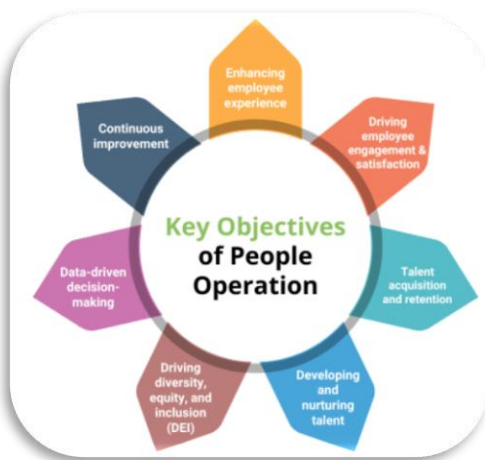 Enhancing
employee
experience
Driving
employee
engagement &
satisfaction
Talent
acquisition
and retention
Developing
and
nurturing
talent
Driving
diversity,
equity, and
inclusion
(DEI)
Data-driven
decision-
making
Continuous
improvement
Key Objectives
of People
Operation